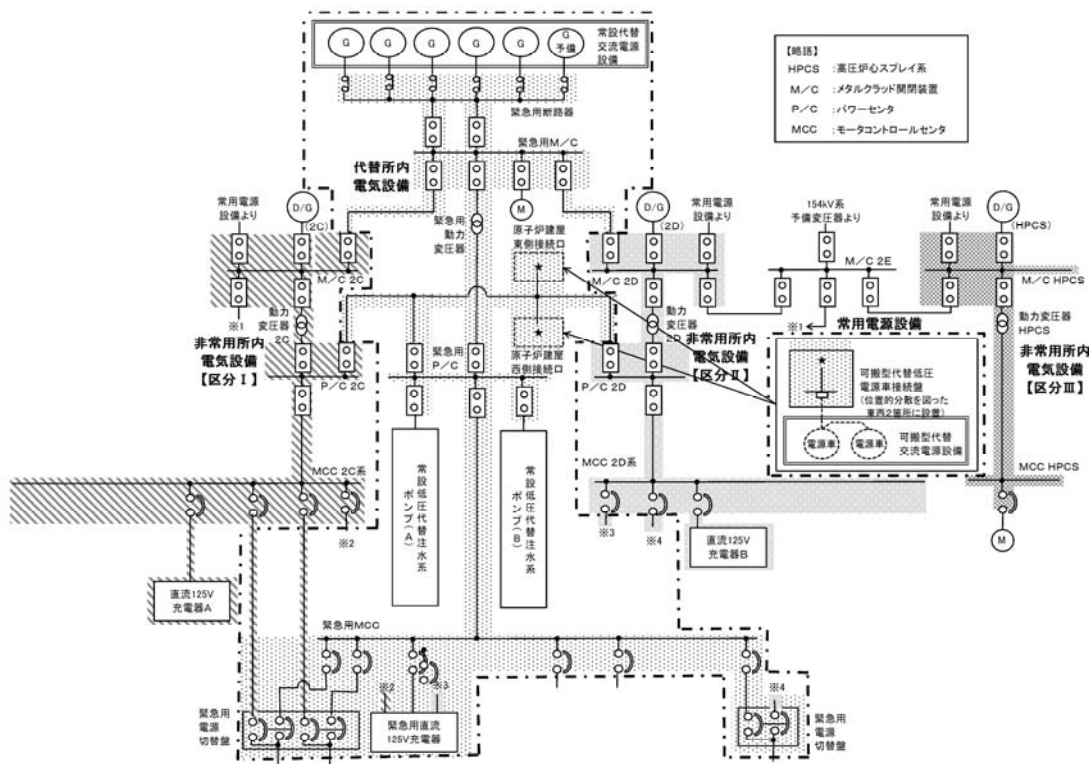 G
G
G
G
G
G
予備
常設代替
交流電源
設備
【略語】
HPCS :高圧炉心スプレイ系
M/C :メタルクラッド開閉装置
P/C :パワーセンタ
MCC :モータコントロールセンタ
緊急用断路器
緊急用M/C
代替所内
電気設備
常用電源
設備より
D/G
(2C)
M
緊急用
動力
変圧器
原子炉建屋
東側接続口
★
D/G
(2D)
常用電源
設備より
154kV系
予備変圧器より
常用電源
設備より
D/G
(HPCS)
M/C 2C
M/C 2D
M/C 2E
M/C HPCS
※1
動力
変圧器
2C
非常用所内
電気設備
【区分Ⅰ】
P/C 2C
緊急用
P/C
★
原子炉建屋
西側接続口
動力
変圧器
2D
非常用所内
電気設備
【区分Ⅱ】
P/C 2D
※1
常用電源設備
動力変圧器
HPCS
非常用所内
電気設備
【区分Ⅲ】
★
可搬型代替低圧
電源車接続盤
(位置的分散を図った
東西2箇所に設置)
電源車
電源車
可搬型代替
交流電源設備
MCC 2C系
常設低圧代替注水系
ポンプ(A)
常設低圧代替注水系
ポンプ(B)
MCC 2D系
MCC HPCS
※2
※3
※4
M
直流125V
充電器A
直流125V
充電器B
緊急用MCC
※2
※3
※4
緊急用
電源
切替盤
緊急用直流
125V充電器
緊急用
電源
切替盤